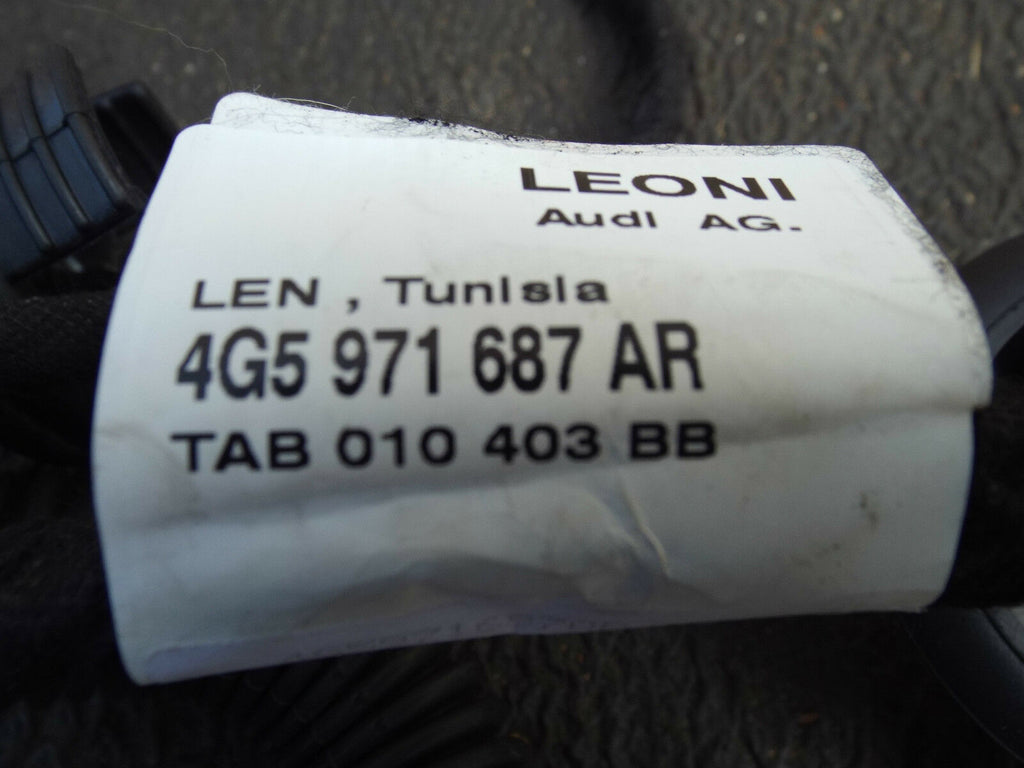 LEONI
Audi AG.
LEN , Tunisia
4G5 971 687 AR
TAB 010 403 BB